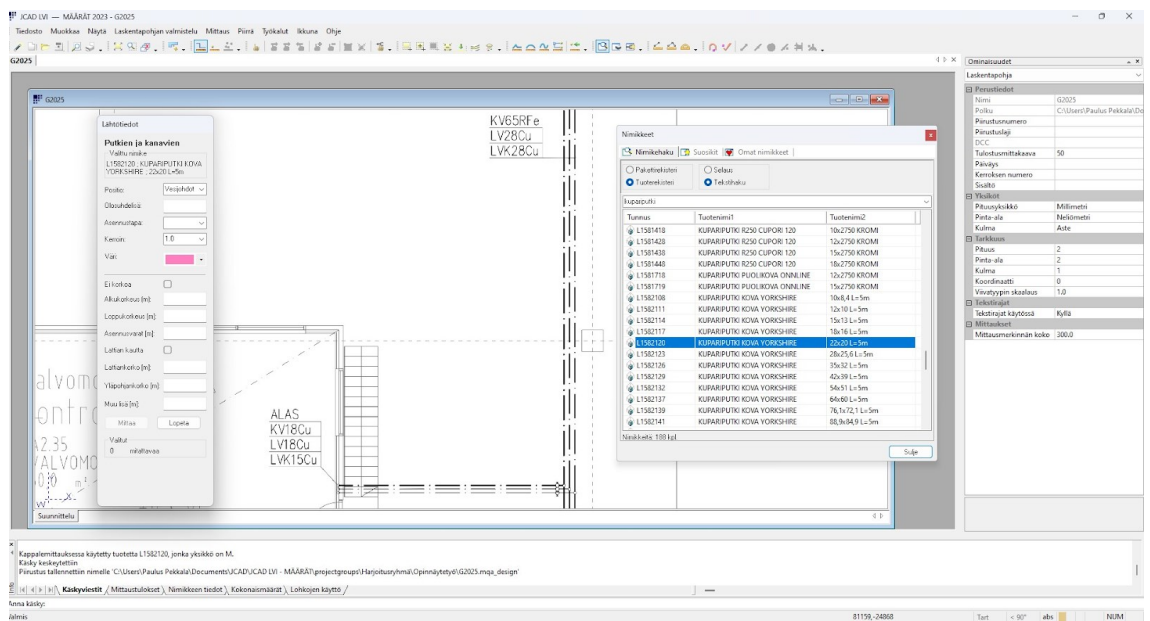 JCAD LVI — MÄÄRÄT 2023 - G2025
Tiedosto Muokkaa Näytä Laskentapohjan valmistelu Mittaus Piirrä Työkalut Ikkuna Ohje
G2025
G2025
KV65RFe
LV28Cu
LVK28Cu
ALAS
KV18Cu
LV18Cu
LVK15Cu
Suunnittelu
Lähtötiedot
Putkien ja kanavien
Valittu nimike
L1582120 ; KUPARIPUTKI KOVA
YORKSHIRE ; 22x20 L=5m
Positio: Vesijohdot
Olosuhdelisä:
Asennustapa:
Kerroin: 1.0
Väri:
Ei korkoa
Alkukorkeus [m]:
Loppukorkeus [m]:
Asennusvarat [m]:
Lattian kautta
Lattiankorko [m]:
Yläpohjankorko [m]:
Muu lisä [m]:
Mittaa Lopeta
Valitut
0 mitattavaa
Nimikkeet
Nimikehaku Suosikit Omat nimikkeet
Pakettirekisteri Selaus
Tuoterekisteri Tekstihaku
kupariputki
Tunnus Tuotenimi1 Tuotenimi2
L1581418 KUPARIPUTKI R250 CUPORI 120 10x2750 KROMI
L1581428 KUPARIPUTKI R250 CUPORI 120 12x2750 KROMI
L1581438 KUPARIPUTKI R250 CUPORI 120 15x2750 KROMI
L1581448 KUPARIPUTKI R250 CUPORI 120 18x2750 KROMI
L1581718 KUPARIPUTKI PUOLIKOVA ONNLINE 12x2750 KROMI
L1581719 KUPARIPUTKI PUOLIKOVA ONNLINE 15x2750 KROMI
L1582108 KUPARIPUTKI KOVA YORKSHIRE 10x8,4 L=5m
L1582111 KUPARIPUTKI KOVA YORKSHIRE 12x10 L=5m
L1582114 KUPARIPUTKI KOVA YORKSHIRE 15x13 L=5m
L1582117 KUPARIPUTKI KOVA YORKSHIRE 18x16 L=5m
L1582120 KUPARIPUTKI KOVA YORKSHIRE 22x20 L=5m
L1582123 KUPARIPUTKI KOVA YORKSHIRE 28x25,6 L=5m
L1582126 KUPARIPUTKI KOVA YORKSHIRE 35x32 L=5m
L1582129 KUPARIPUTKI KOVA YORKSHIRE 42x39 L=5m
L1582132 KUPARIPUTKI KOVA YORKSHIRE 54x51 L=5m
L1582137 KUPARIPUTKI KOVA YORKSHIRE 64x60 L=5m
L1582139 KUPARIPUTKI KOVA YORKSHIRE 76,1x72,1 L=5m
L1582141 KUPARIPUTKI KOVA YORKSHIRE 88,9x84,9 L=5m
Nimikkeitä: 188 kpl
Sulje
Ominaisuudet
Laskentapohja
Perustiedot
Nimi G2025
Polku C:\Users\Paulus Pekkala\Do
Piirustusnumero
Piirustuslaji
DCC
Tulostusmittakaava 50
Päiväys
Kerroksen numero
Sisältö
Yksiköt
Pituusyksikkö Millimetri
Pinta-ala Neliömetri
Kulma Aste
Tarkkuus
Pituus 2
Pinta-ala 2
Kulma 1
Koordinaatti 0
Viivatyypin skaalaus 1.0
Tekstirajat
Tekstirajat käytössä Kyllä
Mittaukset
Mittausmerkinnän koko 300.0
Kappalemittauksessa käytetty tuotetta L1582120, jonka yksikkö on M.
Käsky keskeytettiin
Piirustus tallennettiin nimelle 'C:\Users\Paulus Pekkala\Documents\JCAD\JCAD LVI - MÄÄRÄT\projectgroups\Harjoitusryhmä\Opinnäytetyö\G2025.mqa_design'
Info
Käskyviestit Mittaustulokset Nimikkeen tiedot Kokonaismäärät Lohkojen käyttö
Anna käsky:
Valmis 81159,-24868 Tart < 90° abs NUM